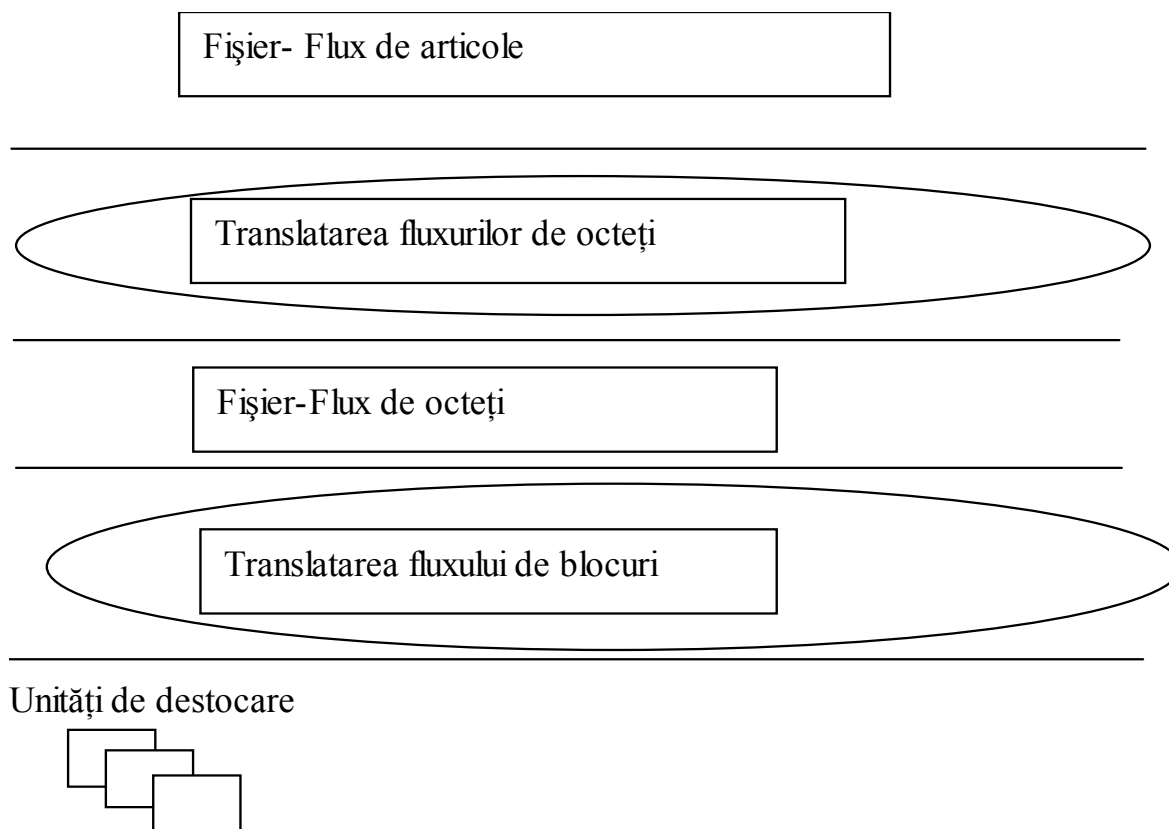 Fişier- Flux de articole
Translatarea fluxurilor de octeți
Fişier-Flux de octeți
Translatarea fluxului de blocuri
Unități de destocare